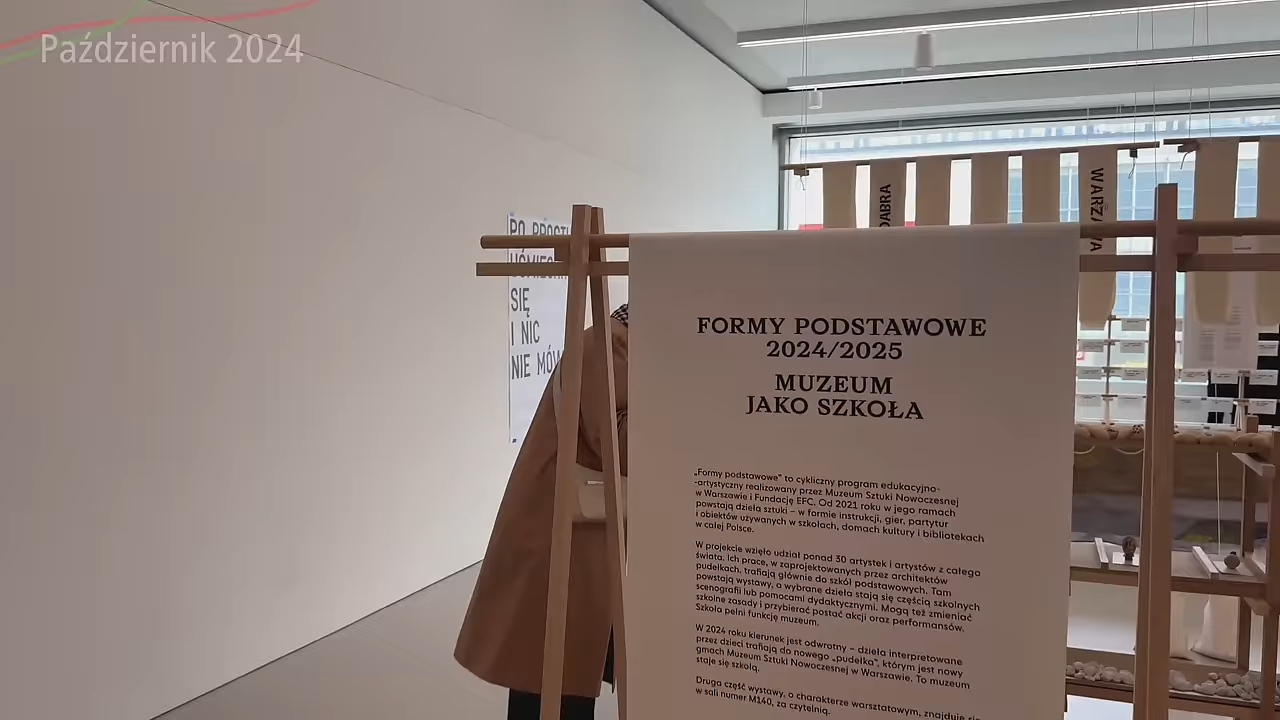 Październik 2024
DABRA
WARZ
PO PROSTU
SIĘ
I NIC
NIE MÓW
FORMY PODSTAWOWE
2024/2025
MUZEUM
JAKO SZKOŁA
„Formy podstawowe” to cykliczny program edukacyjno-
-artystyczny realizowany przez Muzeum Sztuki Nowoczesnej
w Warszawie i Fundację EFC. Od 2021 roku w jego ramach
powstają dzieła sztuki – w formie instrukcji, gier, partytur
i obiektów używanych w szkołach, domach kultury i bibliotekach
w całej Polsce.
W projekcie wzięło udział ponad 30 artystek i artystów z całego
świata. Ich prace, w zaprojektowanych przez architektów
pudełkach, trafiają głównie do szkół podstawowych. Tam
powstają wystawy, a wybrane dzieła stają się częścią szkolnych
scenografii lub pomocami dydaktycznymi. Mogą też zmieniać
szkolne zasady i przybierać postać akcji oraz performansów.
Szkoła pełni funkcję muzeum.
W 2024 roku kierunek jest odwrotny – dzieła interpretowane
przez dzieci trafiają do nowego „pudełka”, którym jest nowy
gmach Muzeum Sztuki Nowoczesnej w Warszawie. To muzeum
staje się szkołą.
Druga część wystawy, o charakterze warsztatowym, znajduje się
w sali numer M140, za czytelnią.